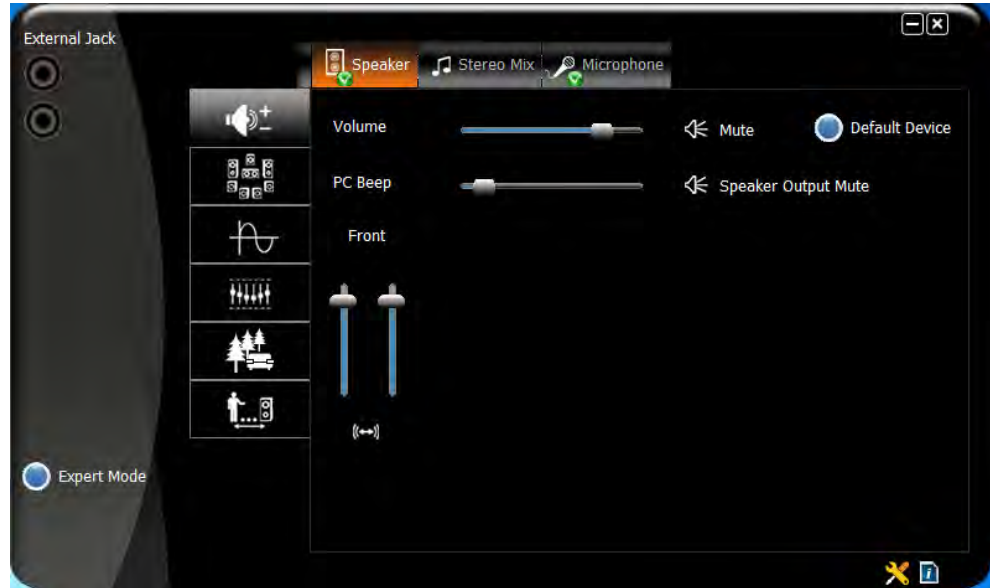 External Jack
Speaker
Stereo Mix
Microphone
Volume
Mute
Default Device
PC Beep
Speaker Output Mute
Front
Expert Mode